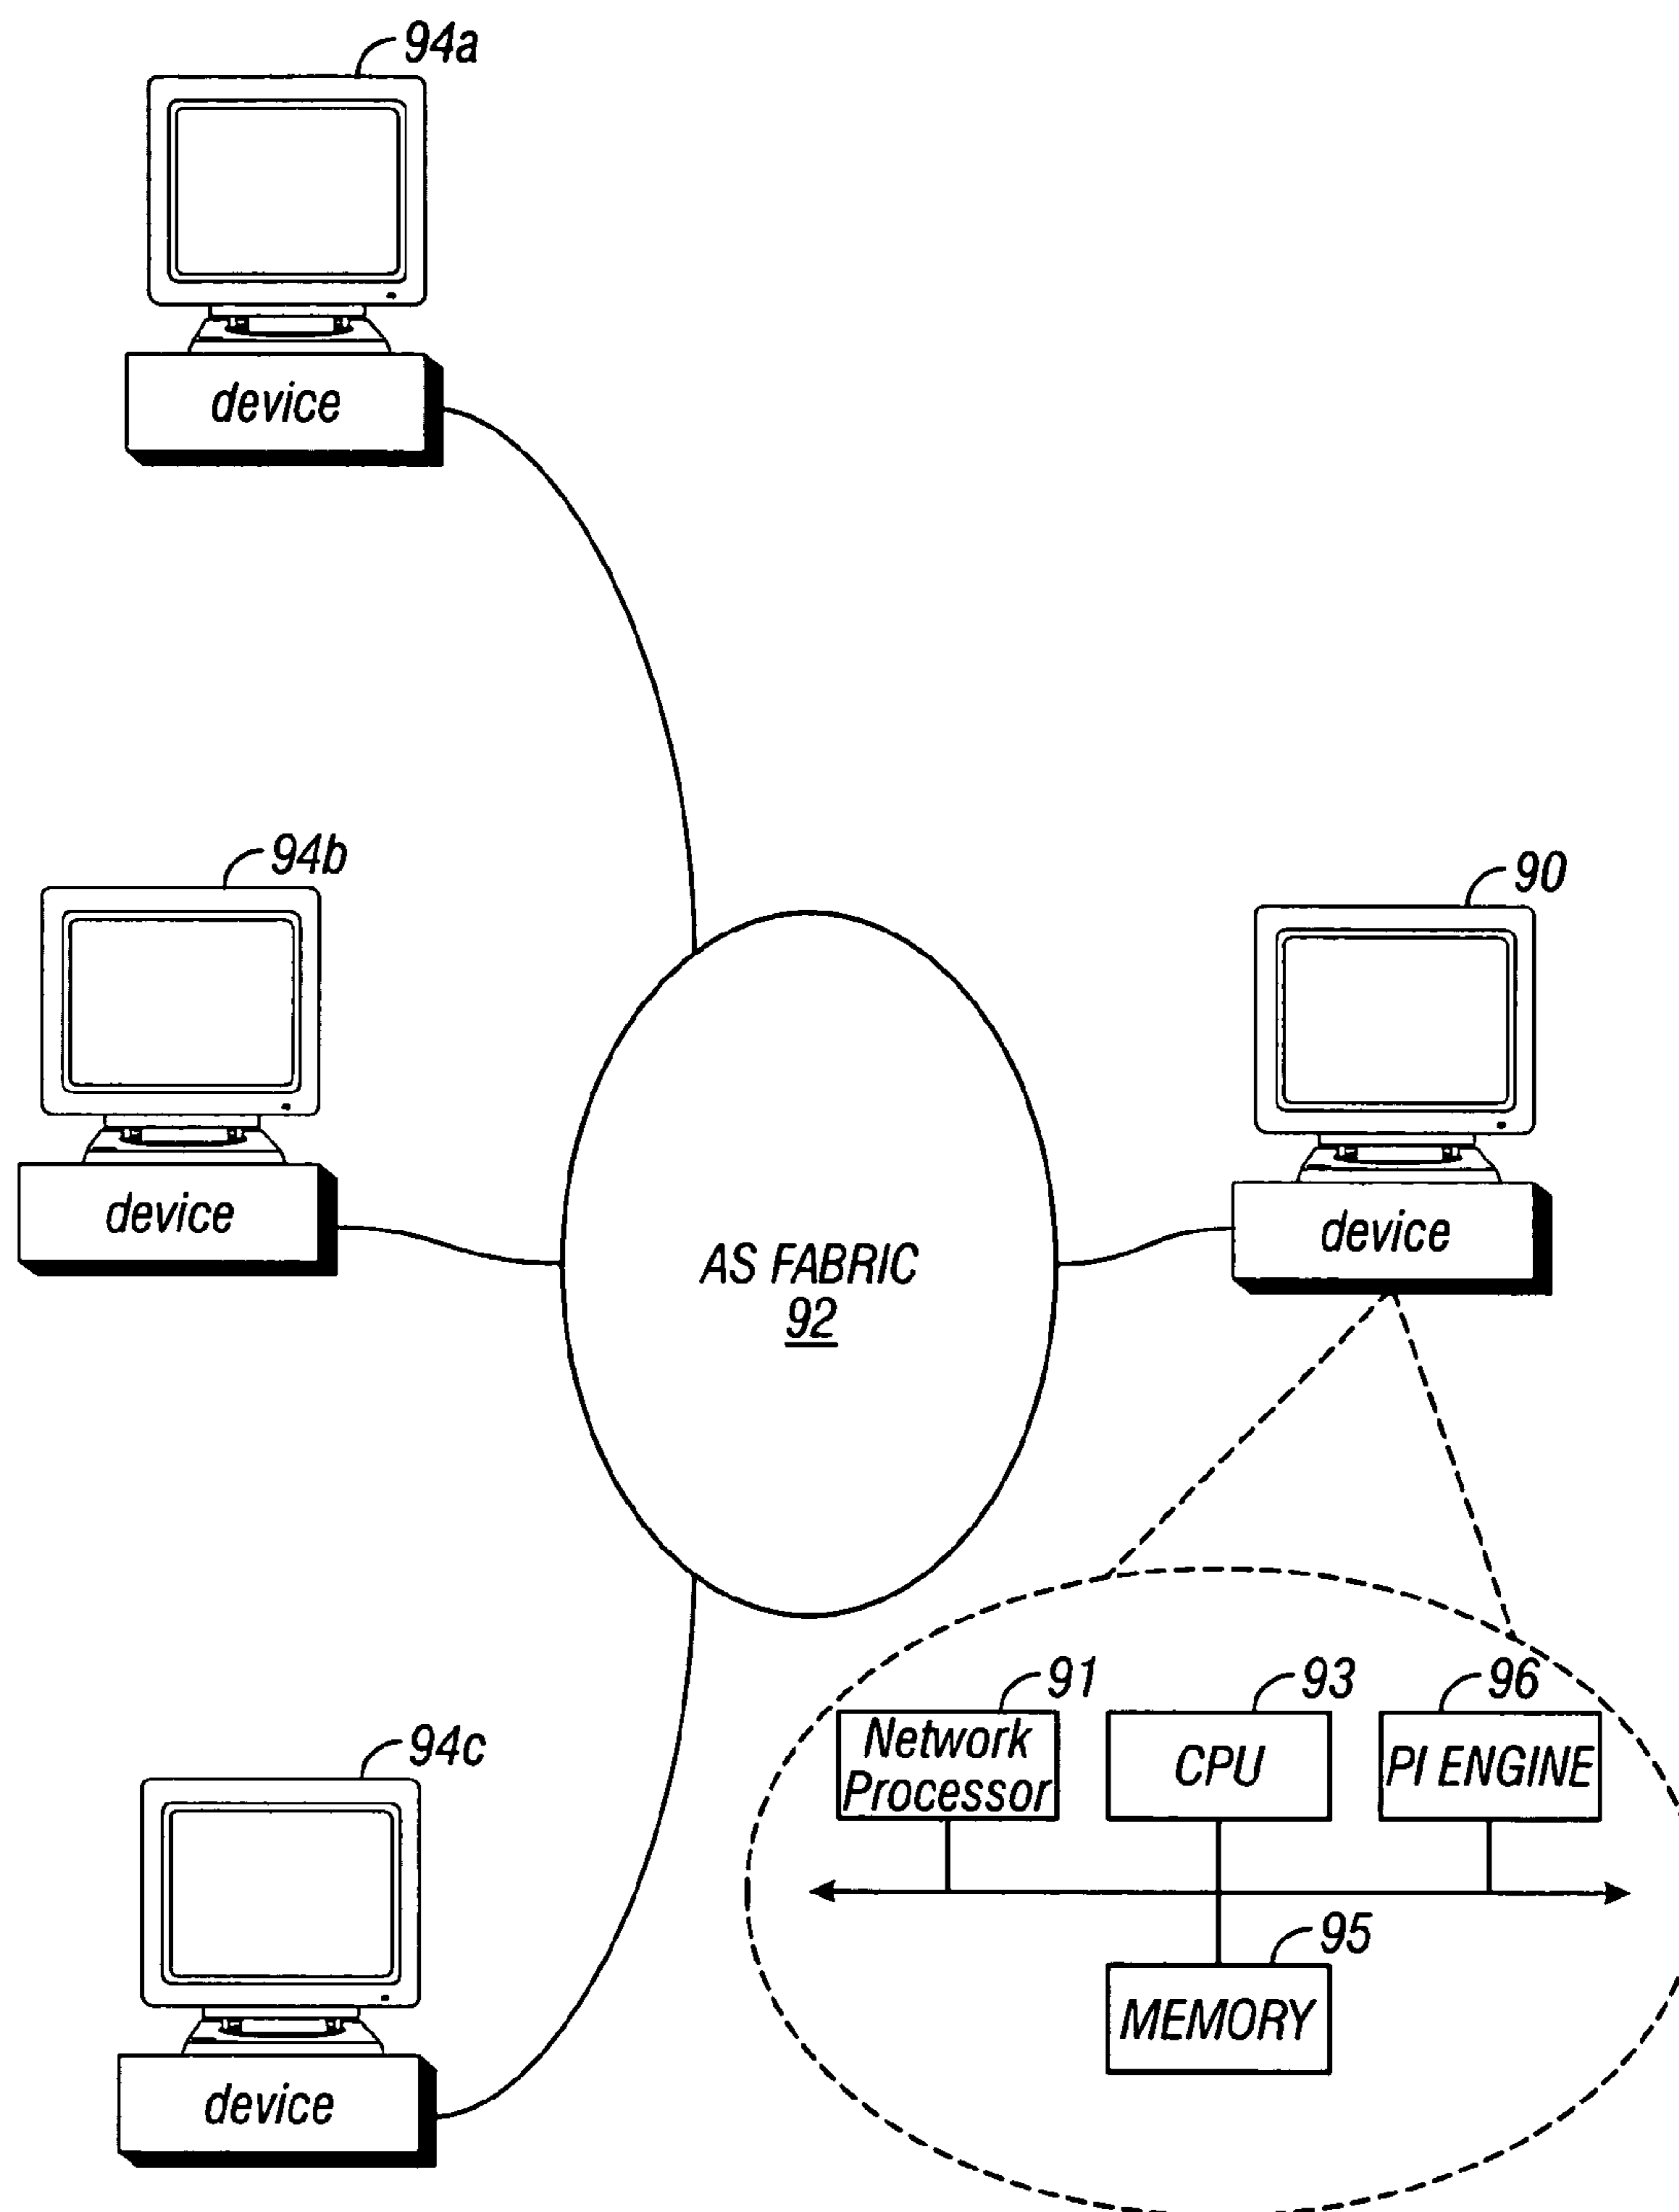 94a
device
94b
device
90
device
AS FABRIC
92
91
Network
Processor
93
CPU
96
PI ENGINE
95
MEMORY
94c
device